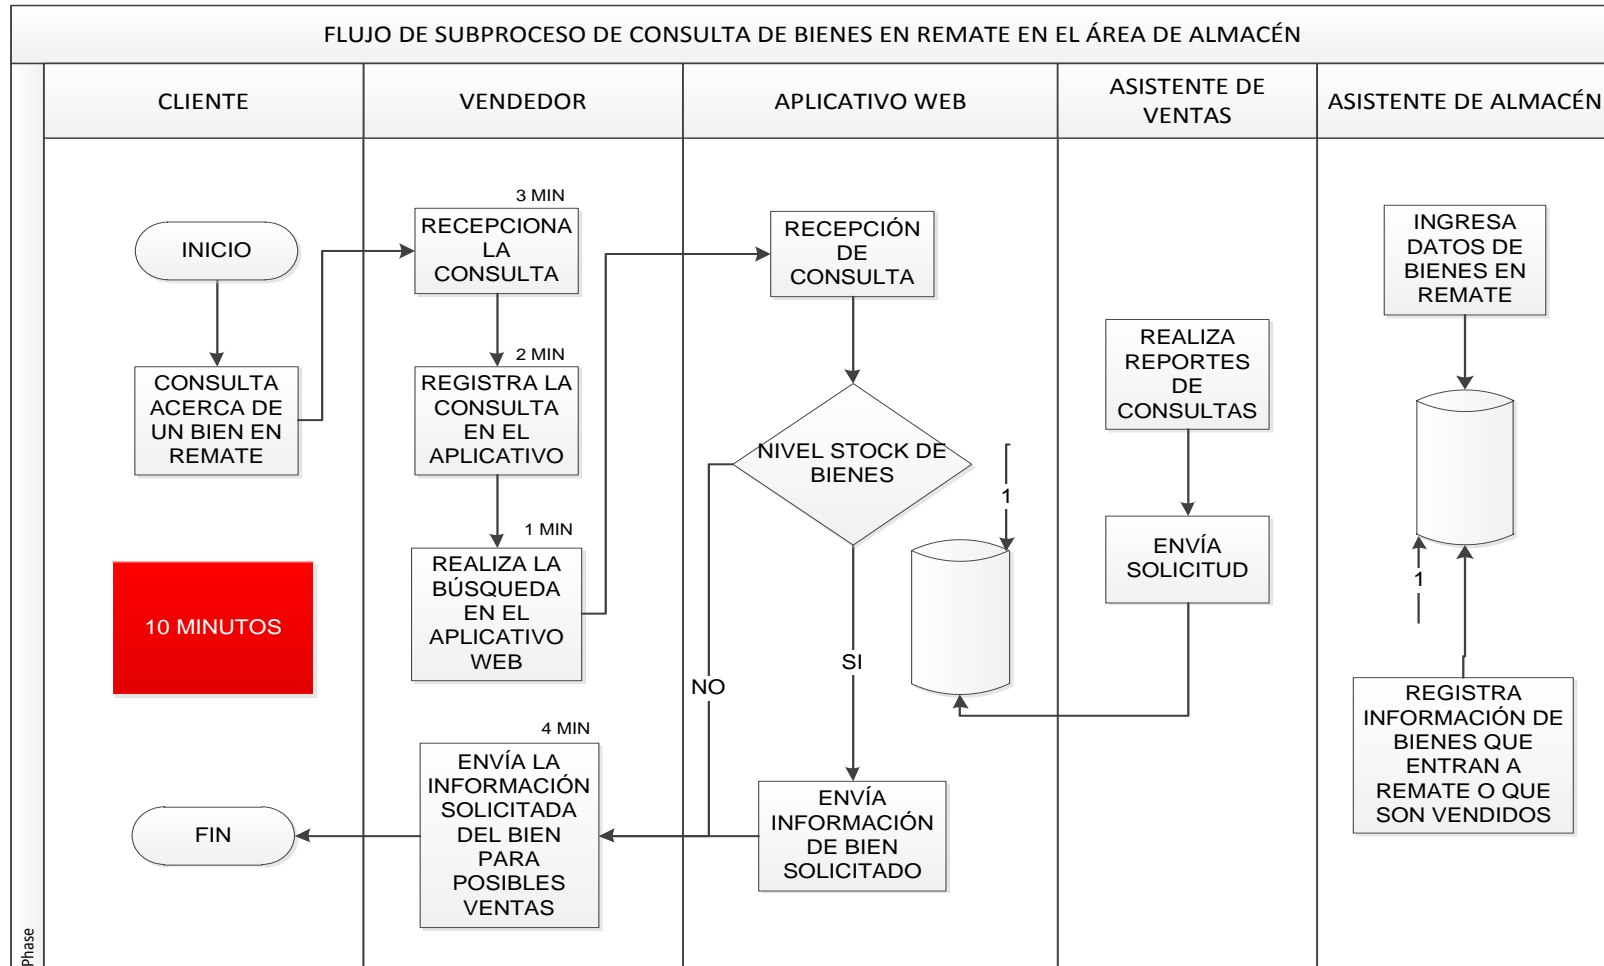 FLUJO DE SUBPROCESO DE CONSULTA DE BIENES EN REMATE EN EL ÁREA DE ALMACÉN
CLIENTE
VENDEDOR
APLICATIVO WEB
ASISTENTE DE
VENTAS
ASISTENTE DE ALMACÉN
INICIO
CONSULTA
ACERCA DE
UN BIEN EN
REMATE
10 MINUTOS
FIN
3 MIN
RECEPCIONA
LA
CONSULTA
2 MIN
REGISTRA LA
CONSULTA
EN EL
APLICATIVO
1 MIN
REALIZA LA
BÚSQUEDA
EN EL
APLICATIVO
WEB
4 MIN
ENVÍA LA
INFORMACIÓN
SOLICITADA
DEL BIEN
PARA
POSIBLES
VENTAS
RECEPCIÓN
DE
CONSULTA
NIVEL STOCK DE
BIENES
1
SI
NO
ENVÍA
INFORMACIÓN
DE BIEN
SOLICITADO
REALIZA
REPORTES
DE
CONSULTAS
ENVÍA
SOLICITUD
INGRESA
DATOS DE
BIENES EN
REMATE
1
REGISTRA
INFORMACIÓN DE
BIENES QUE
ENTRAN A
REMATE O QUE
SON VENDIDOS
Phase